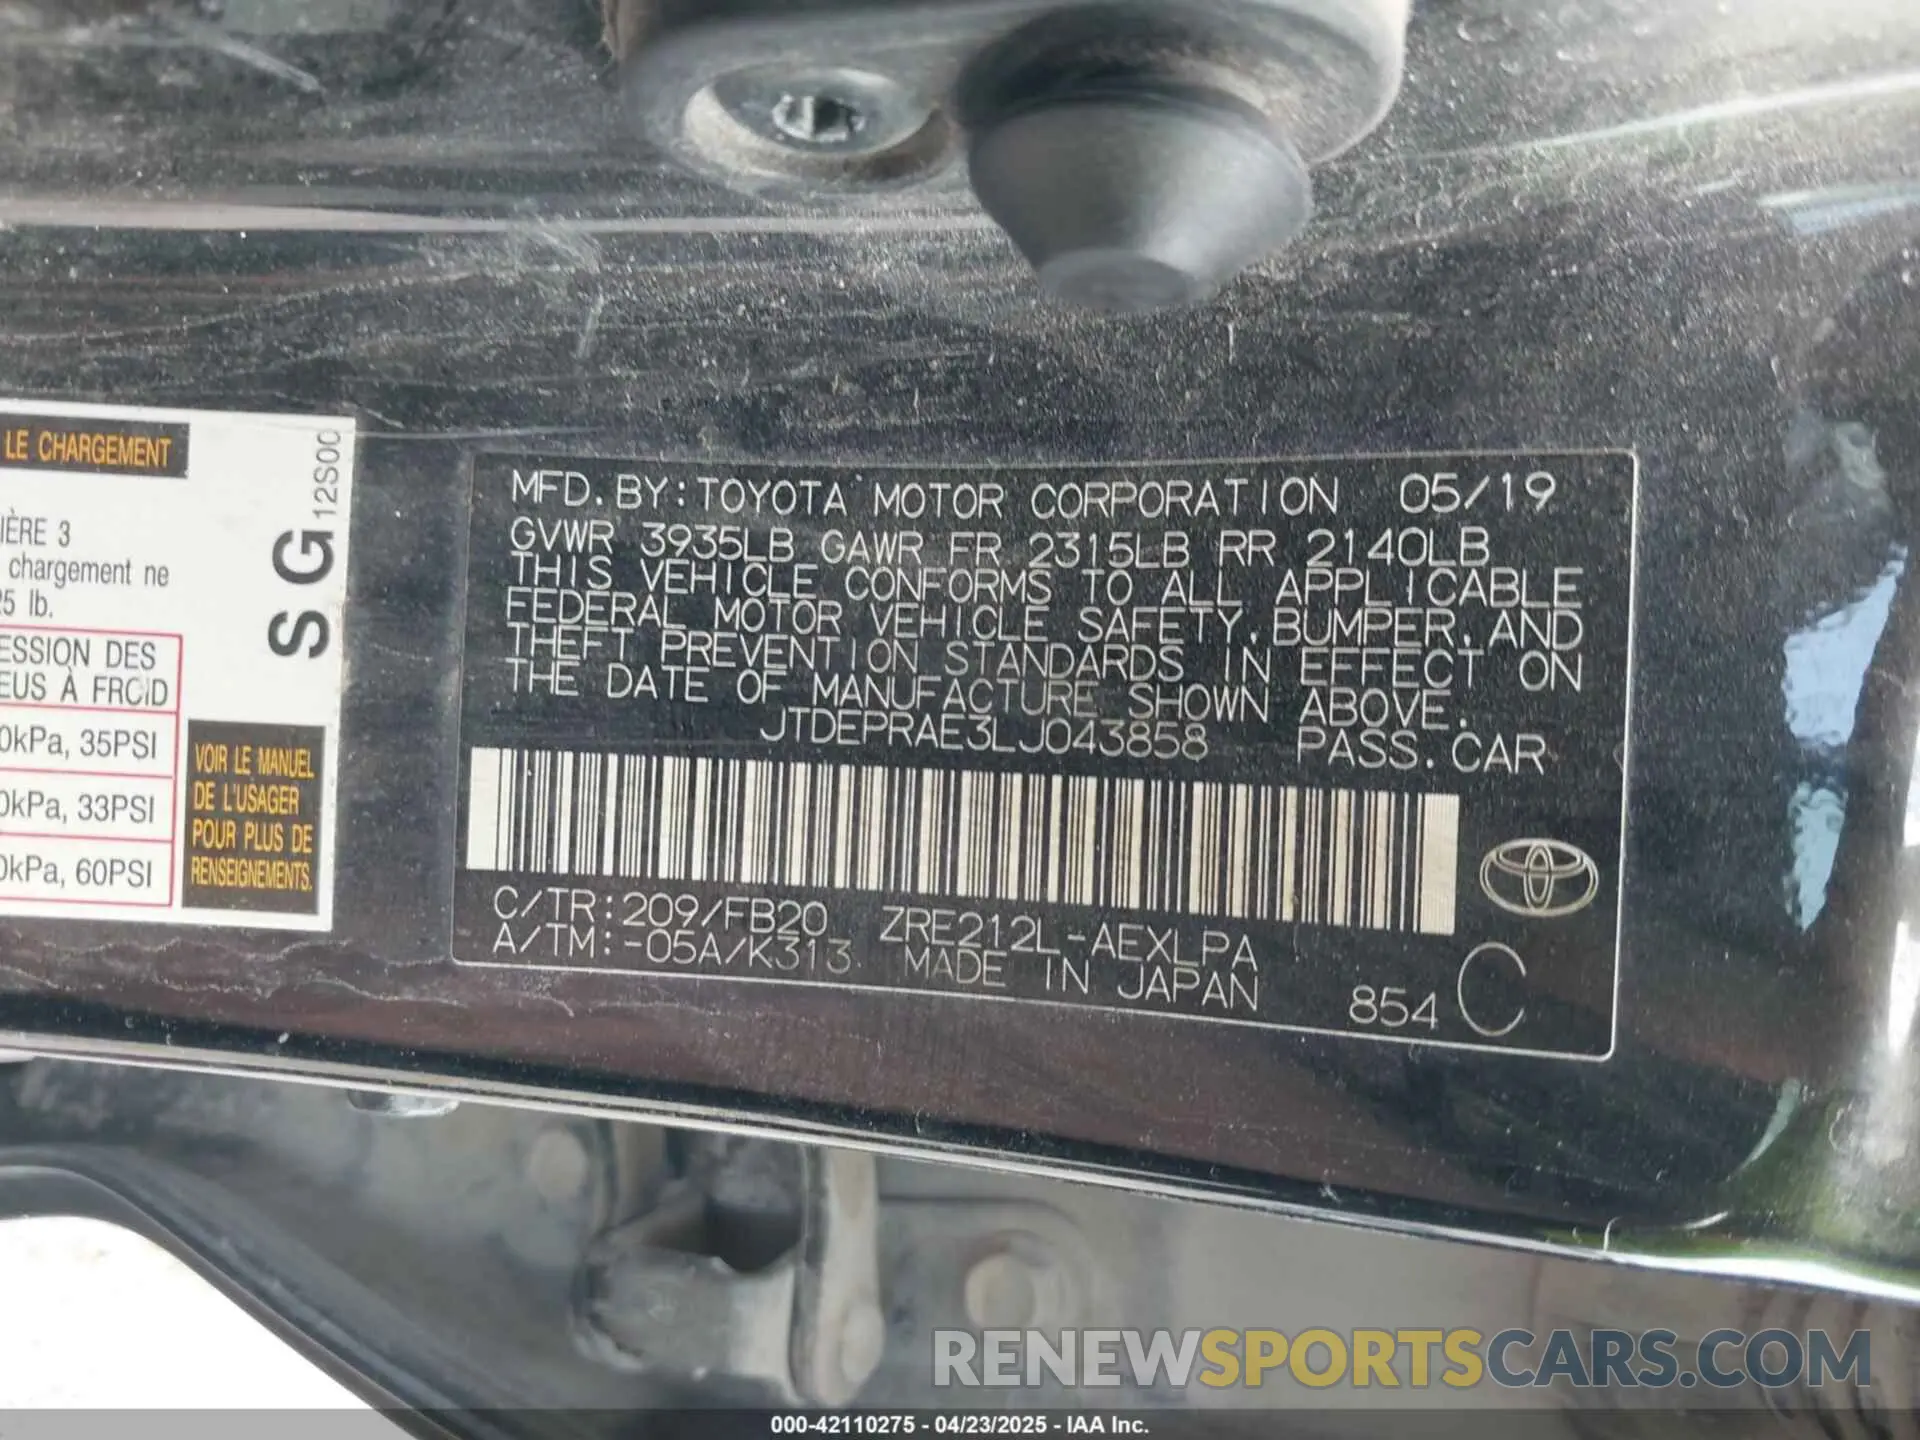 LE CHARGEMENT
12S00
SG
IÈRE 3
chargement ne
25 lb.
ESSION DES
EUS À FROID
0kPa, 35PSI
0kPa, 33PSI
0kPa, 60PSI
VOIR LE MANUEL
DE L'USAGER
POUR PLUS DE
RENSEIGNEMENTS.
MFD. BY: TOYOTA MOTOR CORPORATION 05/19
GVWR 3935LB GAWR FR 2315LB RR 2140LB
THIS VEHICLE CONFORMS TO ALL APPLICABLE
FEDERAL MOTOR VEHICLE SAFETY, BUMPER, AND
THEFT PREVENTION STANDARDS IN EFFECT ON
THE DATE OF MANUFACTURE SHOWN ABOVE.
JTDEPRAE3LJ043858 PASS. CAR
C/TR: 209/FB20 ZRE212L-AEXLPA
A/TM: -05A/K313 MADE IN JAPAN
854 C
RENEWSPORTSCARS.COM
000-42110275 - 04/23/2025 - IAA Inc.